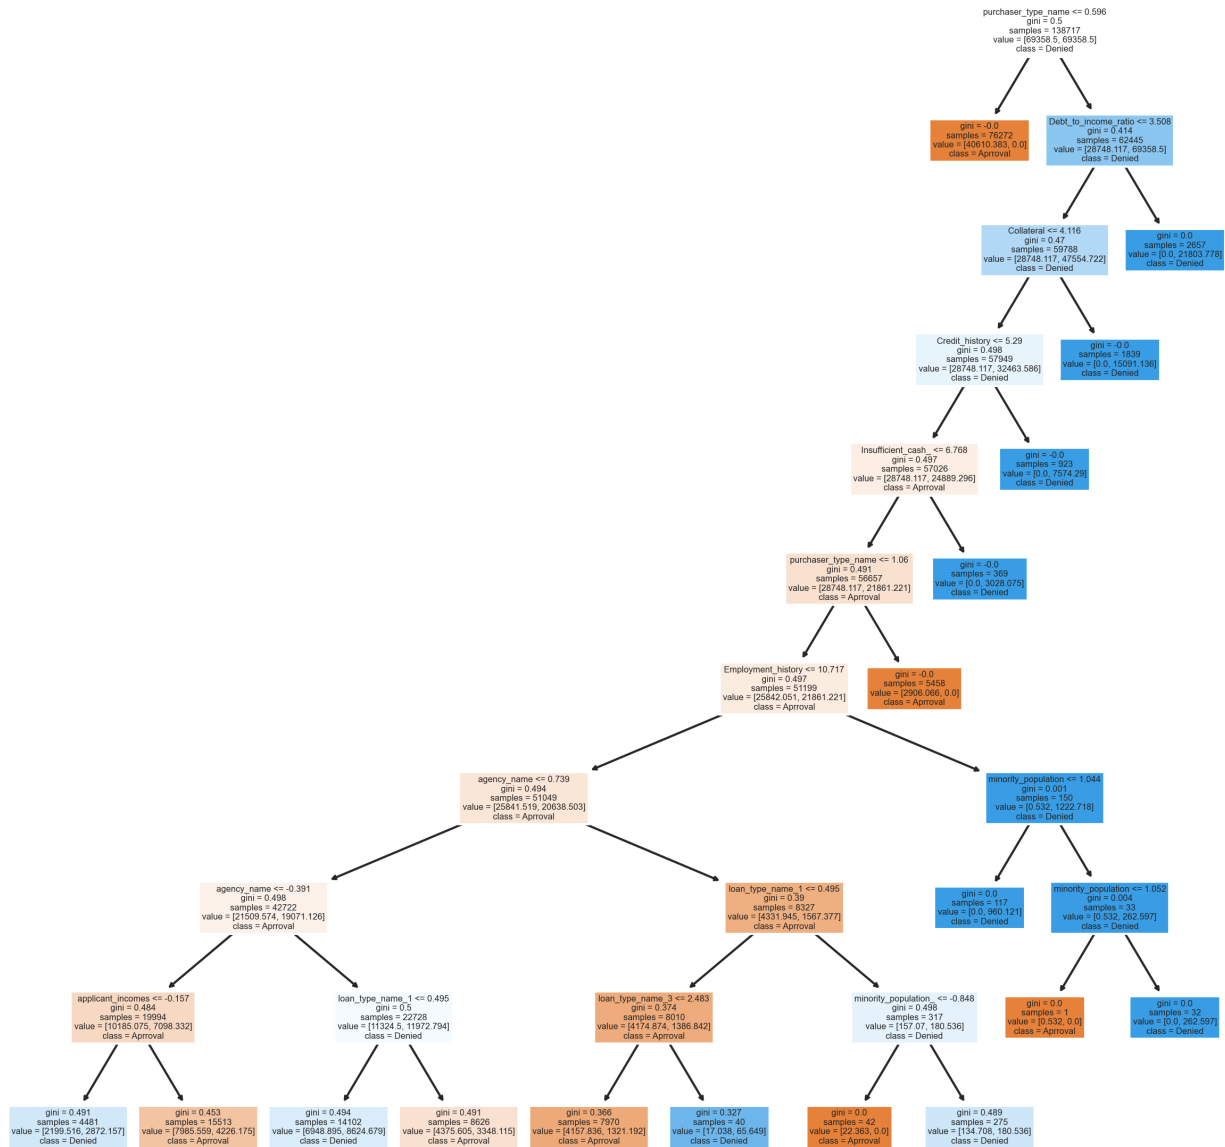 purchaser_type_name <= 0.596
gini = 0.5
samples = 138717
value = [69358.5, 69358.5]
class = Denied
gini = -0.0
samples = 76272
value = [40610.383, 0.0]
class = Aprroval
Debt_to_income_ratio <= 3.508
gini = 0.414
samples = 62445
value = [28748.117, 69358.5]
class = Denied
Collateral <= 4.116
gini = 0.47
samples = 59788
value = [28748.117, 47554.722]
class = Denied
gini = 0.0
samples = 2657
value = [0.0, 21803.778]
class = Denied
Credit_history <= 5.29
gini = 0.498
samples = 57949
value = [28748.117, 32463.586]
class = Denied
gini = -0.0
samples = 1839
value = [0.0, 15091.136]
class = Denied
Insufficient_cash_ <= 6.768
gini = 0.497
samples = 57026
value = [28748.117, 24889.296]
class = Aprroval
gini = -0.0
samples = 923
value = [0.0, 7574.29]
class = Denied
purchaser_type_name <= 1.06
gini = 0.491
samples = 56657
value = [28748.117, 21861.221]
class = Aprroval
gini = -0.0
samples = 369
value = [0.0, 3028.075]
class = Denied
Employment_history <= 10.717
gini = 0.497
samples = 51199
value = [25842.051, 21861.221]
class = Aprroval
gini = -0.0
samples = 5458
value = [2906.066, 0.0]
class = Aprroval
agency_name <= 0.739
gini = 0.494
samples = 51049
value = [25841.519, 20638.503]
class = Aprroval
minority_population <= 1.044
gini = 0.001
samples = 150
value = [0.532, 1222.718]
class = Denied
agency_name <= -0.391
gini = 0.498
samples = 42722
value = [21509.574, 19071.126]
class = Aprroval
loan_type_name_1 <= 0.495
gini = 0.39
samples = 8327
value = [4331.945, 1567.377]
class = Aprroval
gini = 0.0
samples = 117
value = [0.0, 960.121]
class = Denied
minority_population <= 1.052
gini = 0.004
samples = 33
value = [0.532, 262.597]
class = Denied
applicant_incomes <= -0.157
gini = 0.484
samples = 19994
value = [10185.075, 7098.332]
class = Aprroval
loan_type_name_1 <= 0.495
gini = 0.5
samples = 22728
value = [11324.5, 11972.794]
class = Denied
loan_type_name_3 <= 2.483
gini = 0.374
samples = 8010
value = [4174.874, 1386.842]
class = Aprroval
minority_population_ <= -0.848
gini = 0.498
samples = 317
value = [157.07, 180.536]
class = Denied
gini = 0.0
samples = 1
value = [0.532, 0.0]
class = Aprroval
gini = 0.0
samples = 32
value = [0.0, 262.597]
class = Denied
gini = 0.491
samples = 4481
value = [2199.516, 2872.157]
class = Denied
gini = 0.453
samples = 15513
value = [7985.559, 4226.175]
class = Aprroval
gini = 0.494
samples = 14102
value = [6948.895, 8624.679]
class = Denied
gini = 0.491
samples = 8626
value = [4375.605, 3348.115]
class = Aprroval
gini = 0.366
samples = 7970
value = [4157.836, 1321.192]
class = Aprroval
gini = 0.327
samples = 40
value = [17.038, 65.649]
class = Denied
gini = 0.0
samples = 42
value = [22.363, 0.0]
class = Aprroval
gini = 0.489
samples = 275
value = [134.708, 180.536]
class = Denied